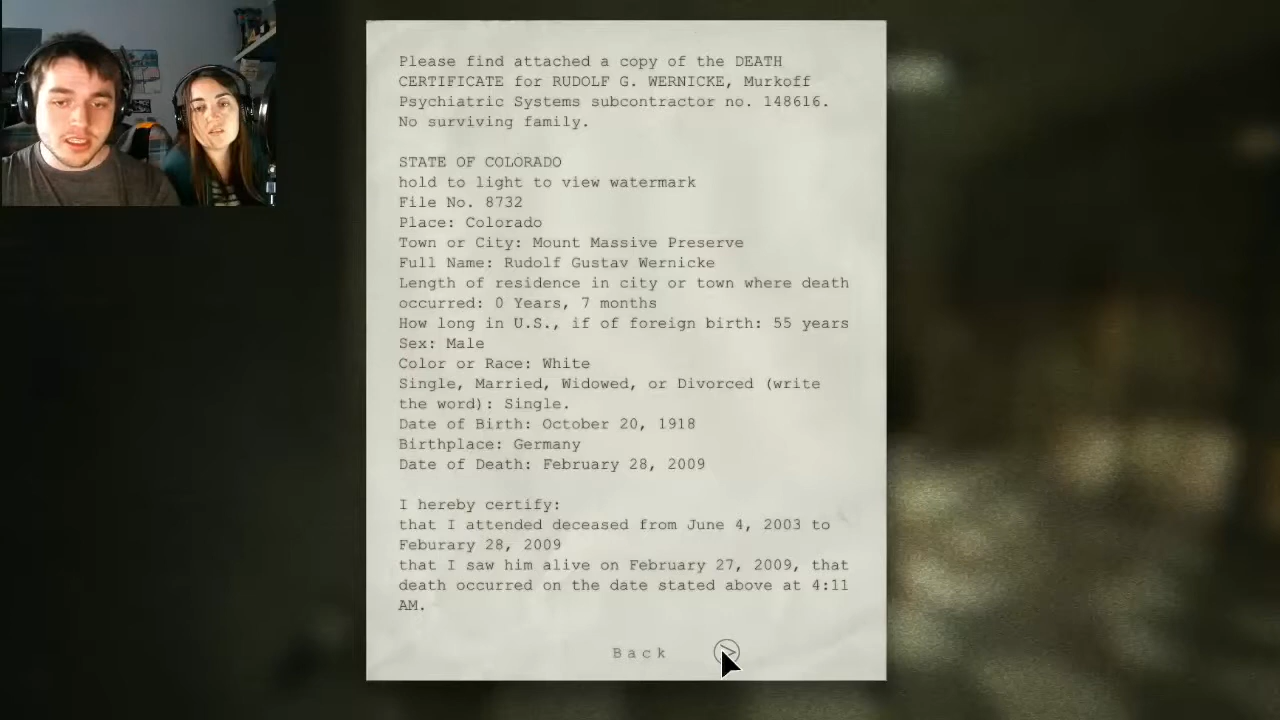 Please find attached a copy of the DEATH
CERTIFICATE for RUDOLF G. WERNICKE, Murkoff
Psychiatric Systems subcontractor no. 148616.
No surviving family.
STATE OF COLORADO
hold to light to view watermark
File No. 8732
Place: Colorado
Town or City: Mount Massive Preserve
Full Name: Rudolf Gustav Wernicke
Length of residence in city or town where death
occurred: 0 Years, 7 months
How long in U.S., if of foreign birth: 55 years
Sex: Male
Color or Race: White
Single, Married, Widowed, or Divorced (write
the word): Single.
Date of Birth: October 20, 1918
Birthplace: Germany
Date of Death: February 28, 2009
I hereby certify:
that I attended deceased from June 4, 2003 to
Feburary 28, 2009
that I saw him alive on February 27, 2009, that
death occurred on the date stated above at 4:11
AM.
Back >